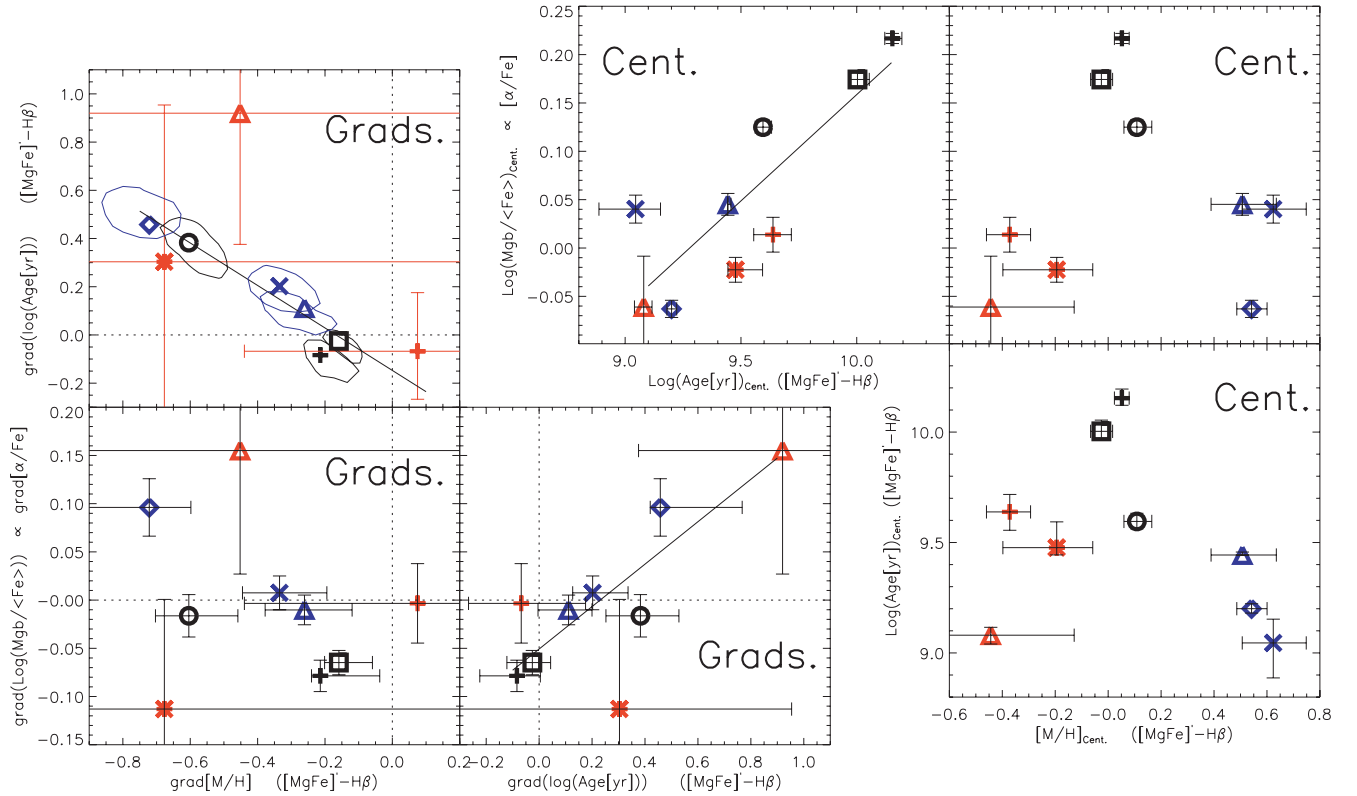 0.25
0.20
0.15
0.10
0.05
0.00
−0.05
Log(Mgb/<Fe>)Cent. ∝ [α/Fe]
Cent.
9.0 9.5 10.0
Log(Age[yr])Cent. ([MgFe]'−Hβ)
1.0
0.8
0.6
0.4
0.2
0.0
−0.2
grad(log(Age[yr])) ([MgFe]'−Hβ)
Grads.
0.20
0.15
0.10
0.05
−0.00
−0.05
−0.10
−0.15
grad(Log(Mgb/<Fe>)) ∝ grad[α/Fe]
Grads.
−0.8 −0.6 −0.4 −0.2 0.0 0.2
grad[M/H] ([MgFe]'−Hβ)
Grads.
0.0 0.2 0.4 0.6 0.8 1.0
grad(log(Age[yr])) ([MgFe]'−Hβ)
10.0
9.5
9.0
Log(Age[yr])Cent. ([MgFe]'−Hβ)
Cent.
−0.6 −0.4 −0.2 −0.0 0.2 0.4 0.6 0.8
[M/H]Cent. ([MgFe]'−Hβ)